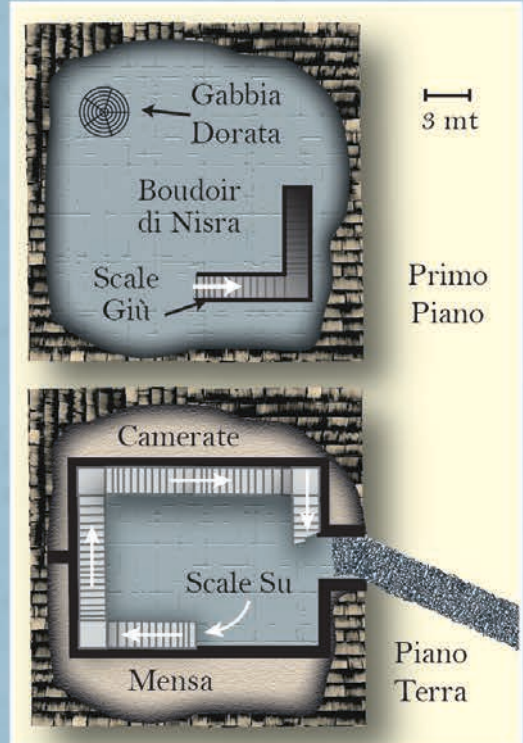 Gabbia
Dorata
3 mt
Boudoir
di Nisra
Scale
Giù
Primo
Piano
Camerate
Scale Su
Mensa
Piano
Terra